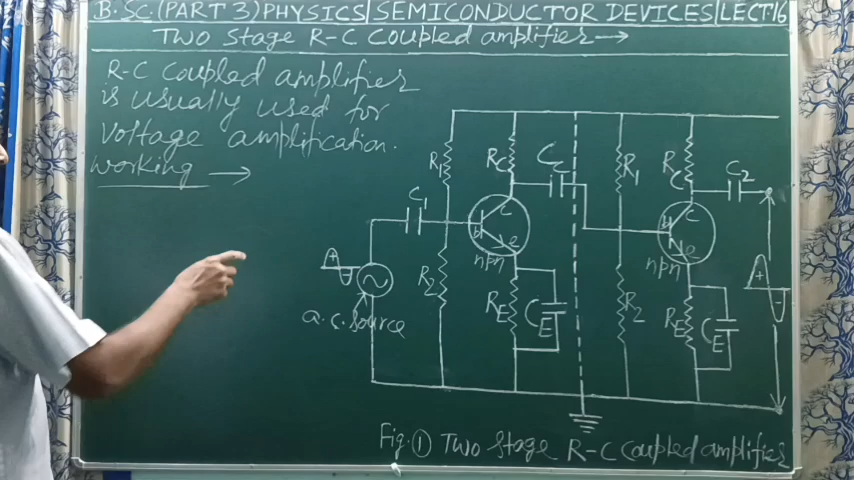 B.Sc.(PART 3)PHYSICS|SEMICONDUCTOR DEVICES|LECT.16
Two Stage R-C Coupled amplifier→
R-C Coupled amplifier
is usually used for
Voltage amplification.
Working →
R1 RC CC R1 RC C2
C1 b c e npn b c e npn
+ - R2 RE CE R2 RE CE + -
a.c. source
Fig. ① Two Stage R-C Coupled amplifier